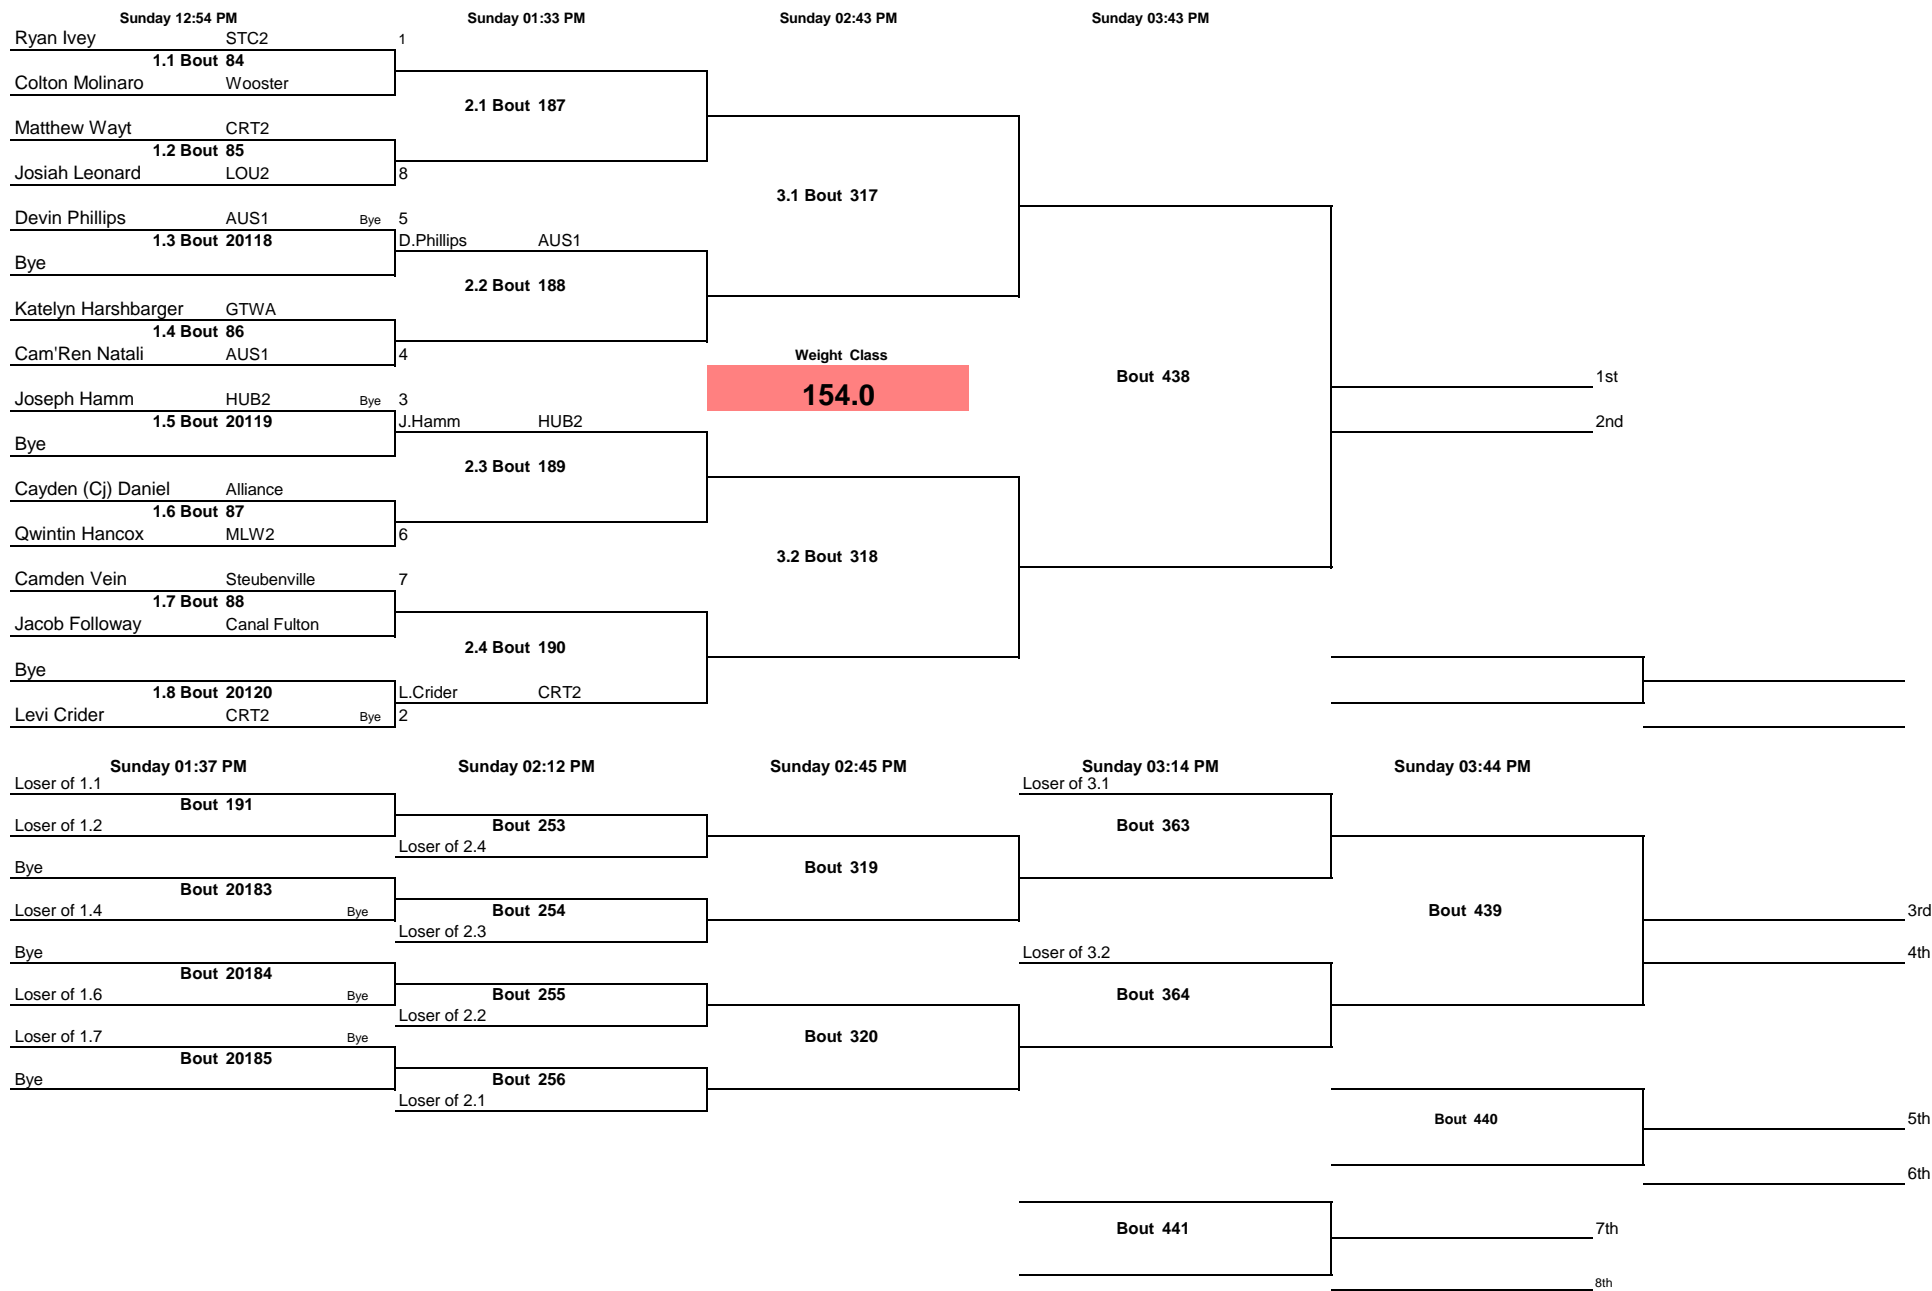 Sunday 12:54 PM Sunday 01:33 PM Sunday 02:43 PM Sunday 03:43 PM
Ryan Ivey STC2 1
1.1 Bout 84
Colton Molinaro Wooster
2.1 Bout 187
Matthew Wayt CRT2
1.2 Bout 85
Josiah Leonard LOU2 8
3.1 Bout 317
Devin Phillips AUS1 Bye 5
1.3 Bout 20118 D.Phillips AUS1
Bye
2.2 Bout 188
Katelyn Harshbarger GTWA
1.4 Bout 86
Cam'Ren Natali AUS1 4 Weight Class
Bout 438 1st
Joseph Hamm HUB2 Bye 3 154.0
1.5 Bout 20119 J.Hamm HUB2 2nd
Bye
2.3 Bout 189
Cayden (Cj) Daniel Alliance
1.6 Bout 87
Qwintin Hancox MLW2 6
3.2 Bout 318
Camden Vein Steubenville 7
1.7 Bout 88
Jacob Followay Canal Fulton
2.4 Bout 190
Bye
1.8 Bout 20120 L.Crider CRT2
Levi Crider CRT2 Bye 2
Sunday 01:37 PM Sunday 02:12 PM Sunday 02:45 PM Sunday 03:14 PM Sunday 03:44 PM
Loser of 1.1 Loser of 3.1
Bout 191
Loser of 1.2 Bout 253 Bout 363
Loser of 2.4
Bye Bout 319
Bout 20183
Loser of 1.4 Bye Bout 254 Bout 439 3rd
Loser of 2.3
Bye Loser of 3.2 4th
Bout 20184
Loser of 1.6 Bye Bout 255 Bout 364
Loser of 2.2
Loser of 1.7 Bye Bout 320
Bout 20185
Bye Bout 256
Loser of 2.1
Bout 440 5th
6th
Bout 441 7th
8th